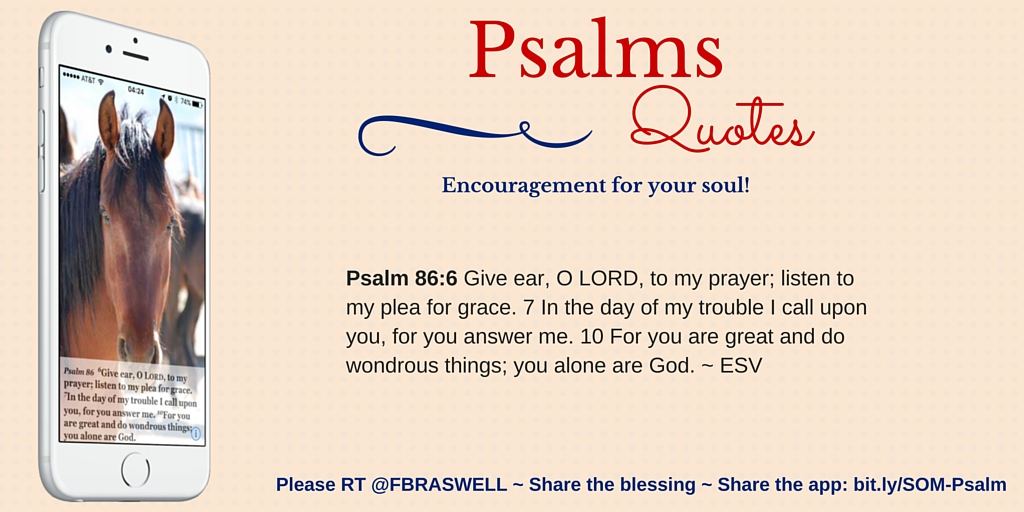 Psalms
Quotes
Encouragement for your soul!
Psalm 86:6 Give ear, O LORD, to my prayer; listen to
my plea for grace. 7 In the day of my trouble I call upon
you, for you answer me. 10 For you are great and do
wondrous things; you alone are God. ~ ESV
AT&T 04:24 74%
Psalm 86 ⁶Give ear, O LORD, to my
prayer; listen to my plea for grace.
⁷In the day of my trouble I call upon
you, for you answer me. ¹⁰For you
are great and do wondrous things;
you alone are God.
Please RT @FBRASWELL ~ Share the blessing ~ Share the app: bit.ly/SOM-Psalm